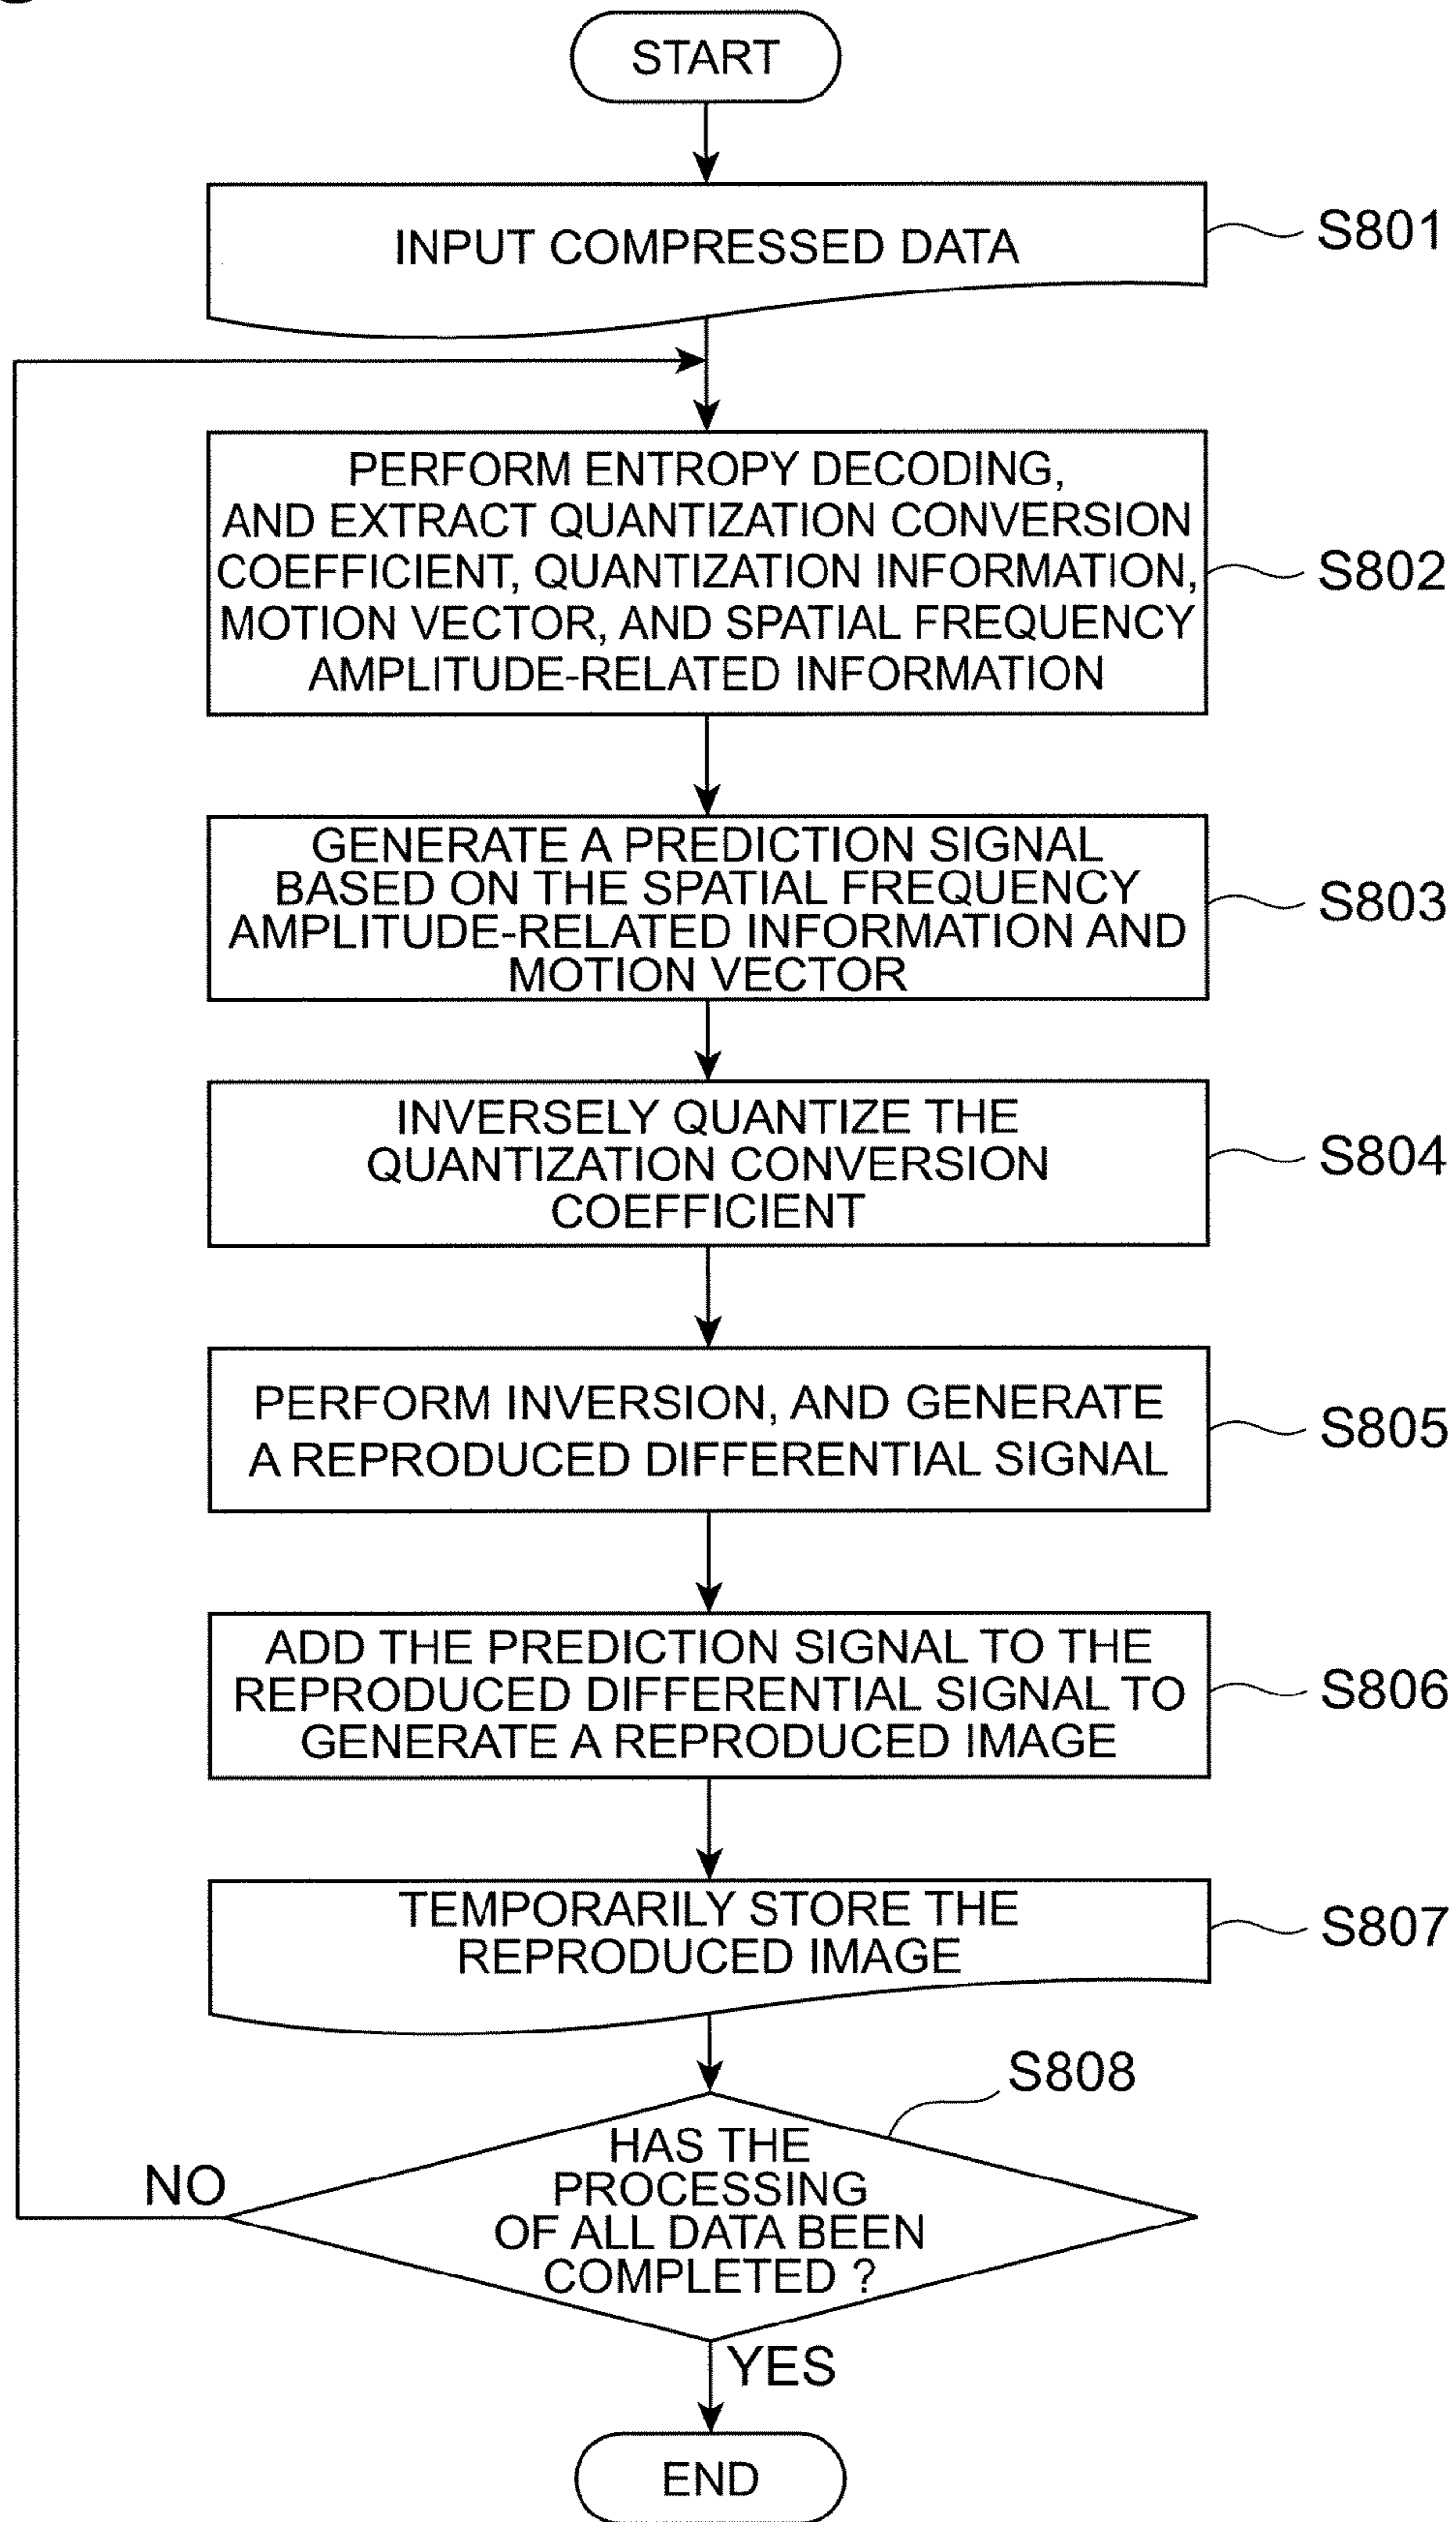 START
INPUT COMPRESSED DATA
S801
PERFORM ENTROPY DECODING,
AND EXTRACT QUANTIZATION CONVERSION
COEFFICIENT, QUANTIZATION INFORMATION,
MOTION VECTOR, AND SPATIAL FREQUENCY
AMPLITUDE-RELATED INFORMATION
S802
GENERATE A PREDICTION SIGNAL
BASED ON THE SPATIAL FREQUENCY
AMPLITUDE-RELATED INFORMATION AND
MOTION VECTOR
S803
INVERSELY QUANTIZE THE
QUANTIZATION CONVERSION
COEFFICIENT
S804
PERFORM INVERSION, AND GENERATE
A REPRODUCED DIFFERENTIAL SIGNAL
S805
ADD THE PREDICTION SIGNAL TO THE
REPRODUCED DIFFERENTIAL SIGNAL TO
GENERATE A REPRODUCED IMAGE
S806
TEMPORARILY STORE THE
REPRODUCED IMAGE
S807
S808
HAS THE
PROCESSING
OF ALL DATA BEEN
COMPLETED ?
NO
YES
END